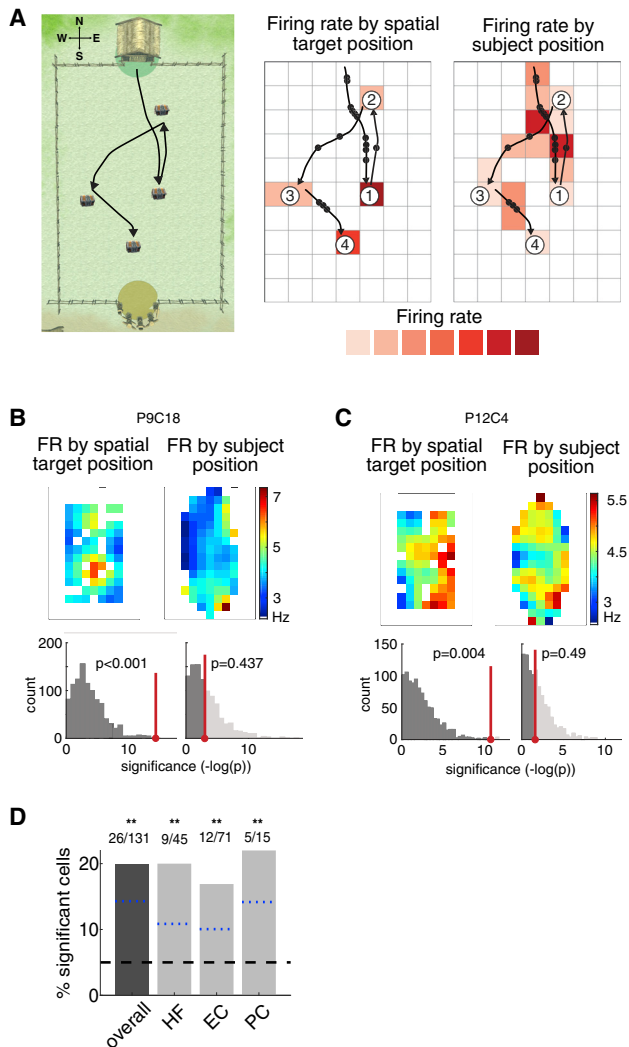 A
N
W E
S
Firing rate by spatial
target position
Firing rate by
subject position
2
3
1
4
2
3
1
4
Firing rate
B
P9C18
FR by spatial
target position
FR by subject
position
7
5
3
Hz
p<0.001
p=0.437
200
150
100
50
0
count
0 10
0 10
significance (-log(p))
C
P12C4
FR by spatial
target position
FR by subject
position
5.5
4.5
3
Hz
p=0.004
p=0.49
150
100
50
0
count
0 5 10
0 5 10
significance (-log(p))
D
** ** ** **
26/131 9/45 12/71 5/15
20
10
0
% significant cells
overall HF EC PC